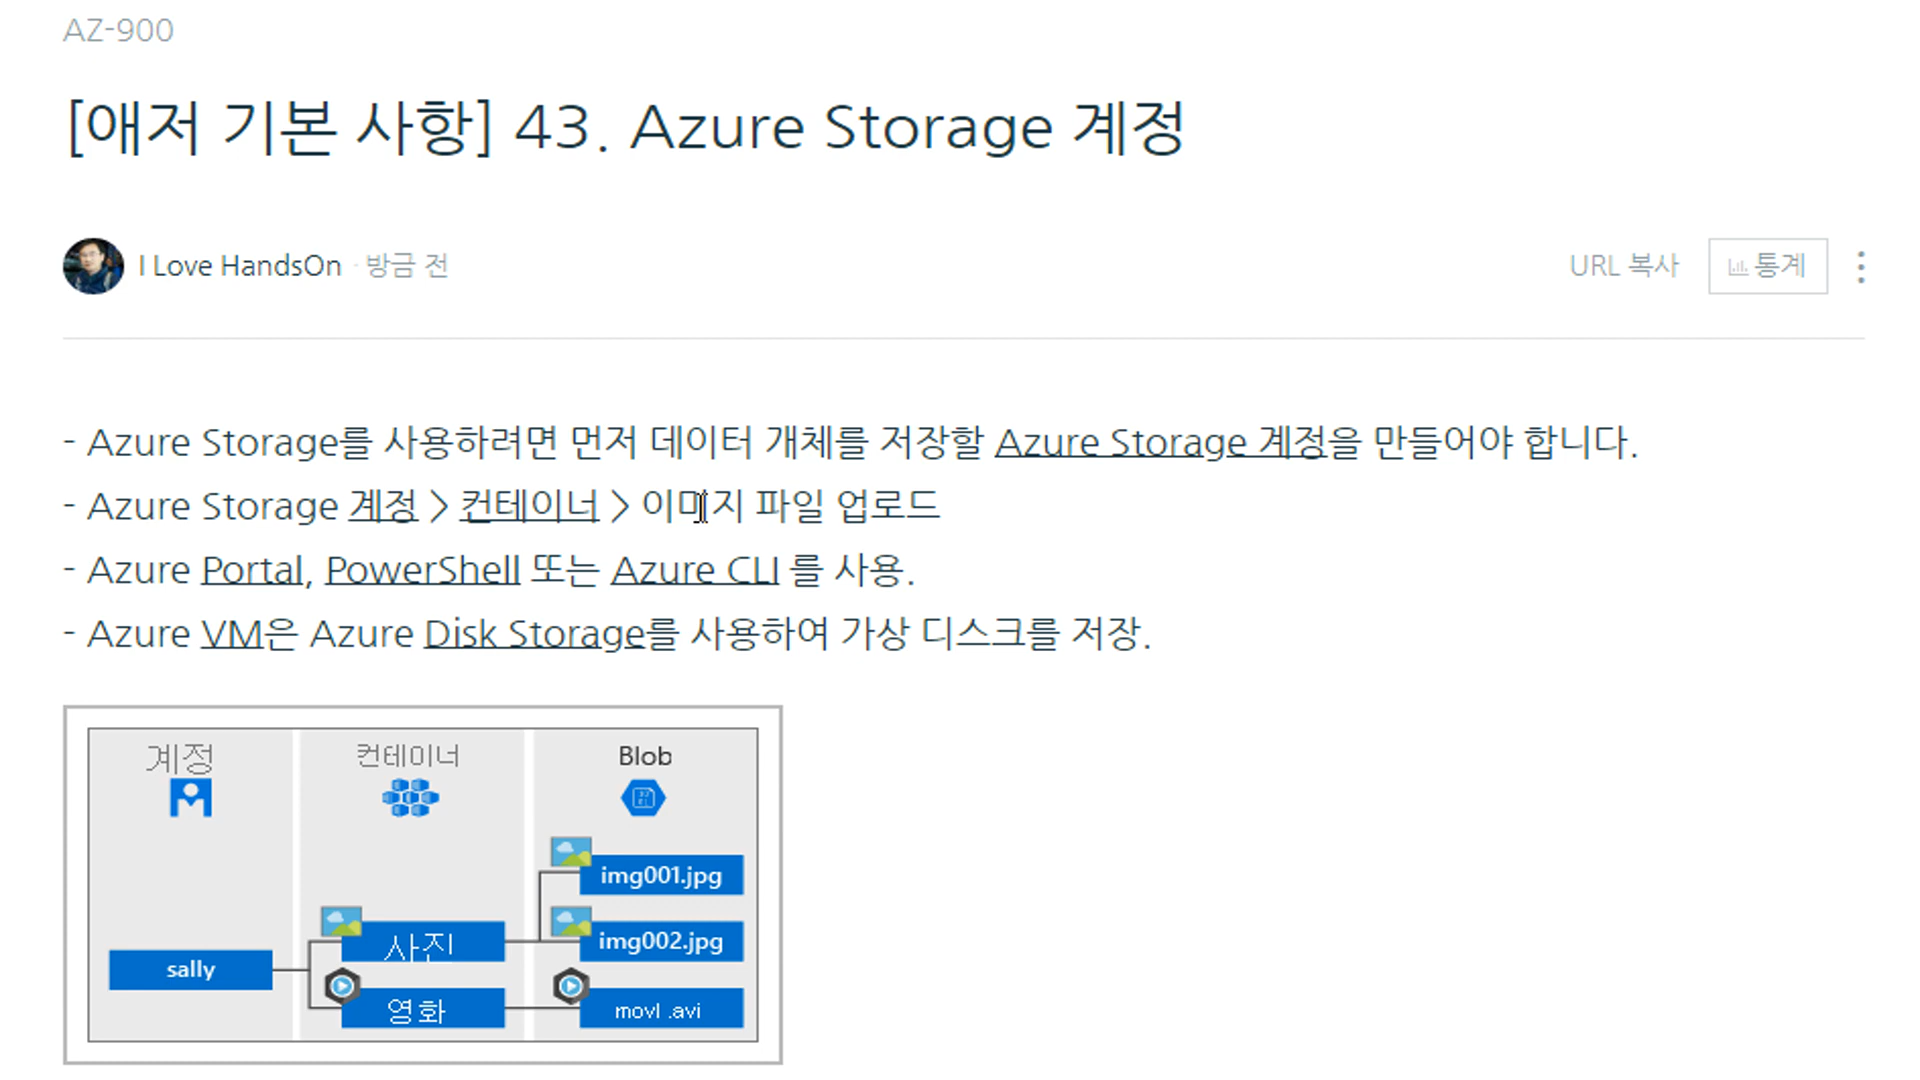 AZ-900
[애저 기본 사항] 43. Azure Storage 계정
I Love HandsOn · 방금 전
URL 복사
통계
- Azure Storage를 사용하려면 먼저 데이터 개체를 저장할 Azure Storage 계정을 만들어야 합니다.
- Azure Storage 계정 > 컨테이너 > 이미지 파일 업로드
- Azure Portal, PowerShell 또는 Azure CLI 를 사용.
- Azure VM은 Azure Disk Storage를 사용하여 가상 디스크를 저장.
계정
컨테이너
Blob
img001.jpg
사진
img002.jpg
sally
영화
movl .avi